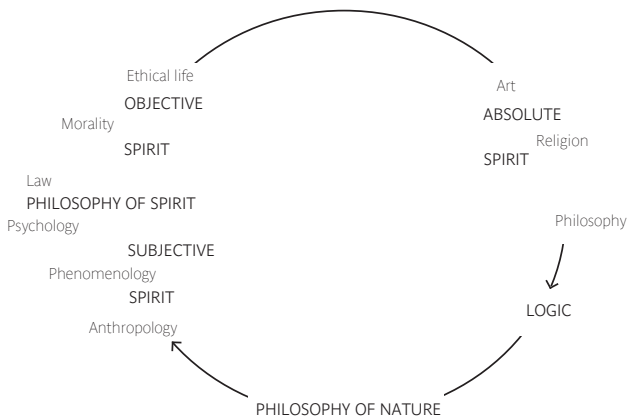 Ethical life
Art
OBJECTIVE
ABSOLUTE
Morality
Religion
SPIRIT
SPIRIT
Law
PHILOSOPHY OF SPIRIT
Philosophy
Psychology
SUBJECTIVE
Phenomenology
SPIRIT
LOGIC
Anthropology
PHILOSOPHY OF NATURE